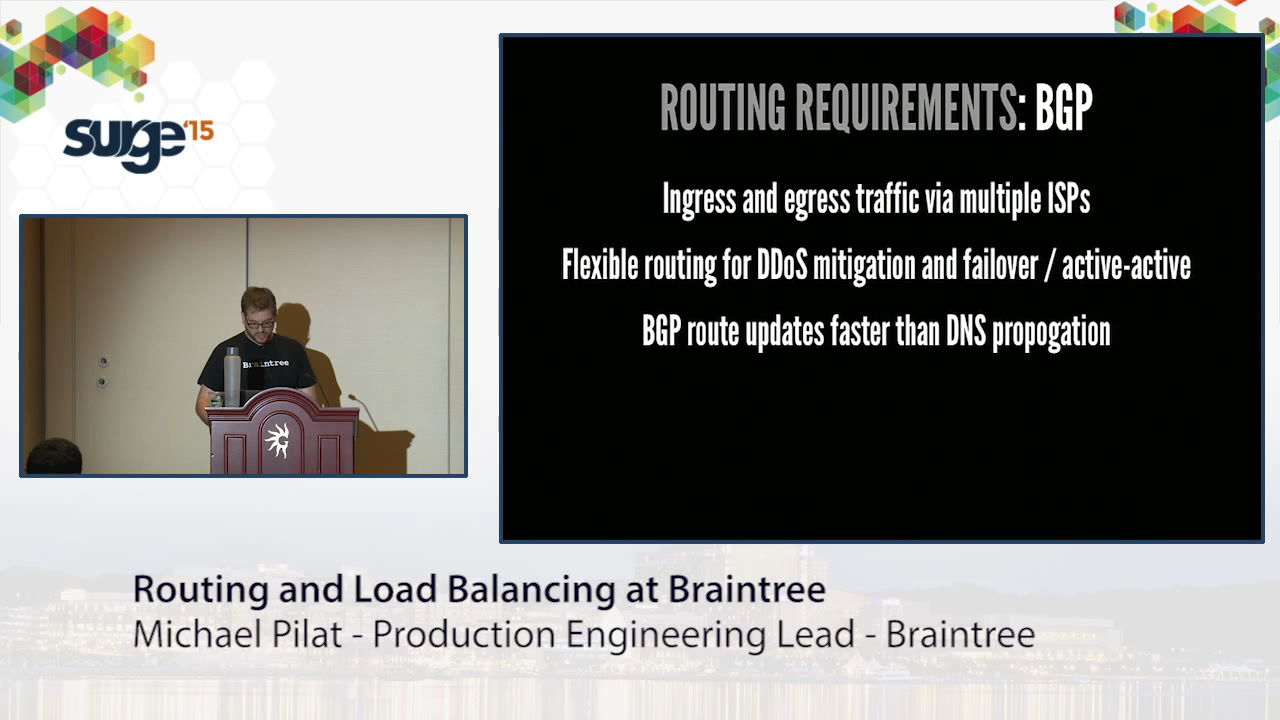 surge '15
ROUTING REQUIREMENTS: BGP
Ingress and egress traffic via multiple ISPs
Flexible routing for DDoS mitigation and failover / active-active
BGP route updates faster than DNS propogation
Braintree
Routing and Load Balancing at Braintree
Michael Pilat - Production Engineering Lead - Braintree